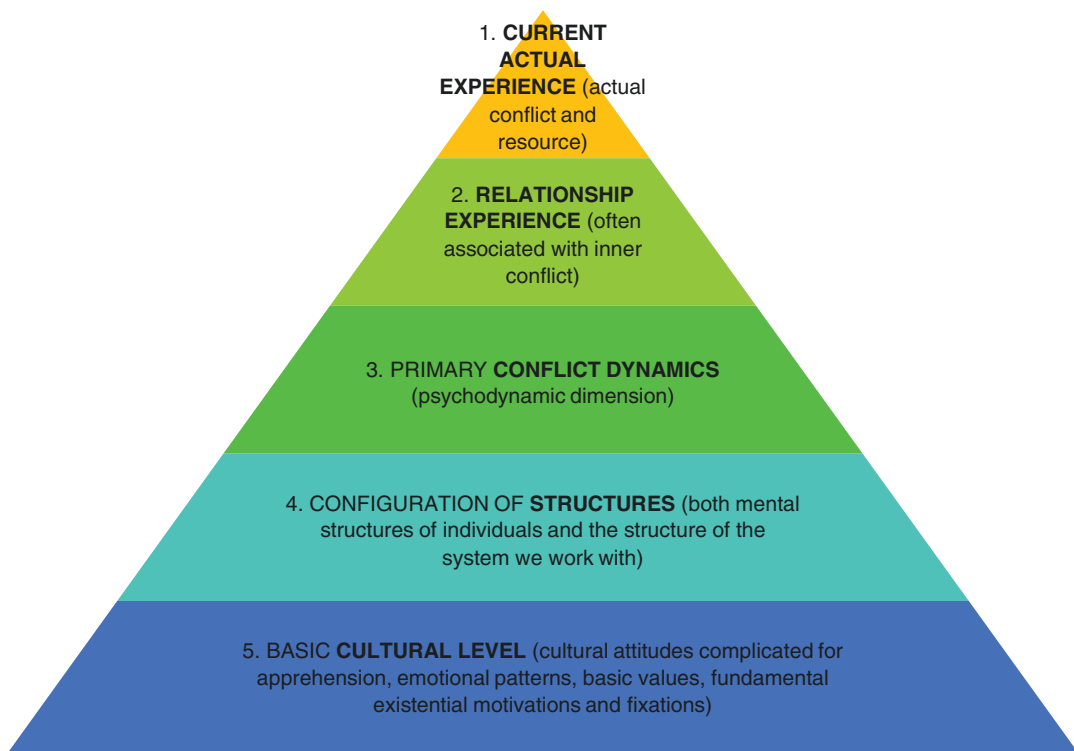 1. CURRENT
ACTUAL
EXPERIENCE (actual
conflict and
resource)
2. RELATIONSHIP
EXPERIENCE (often
associated with inner
conflict)
3. PRIMARY CONFLICT DYNAMICS
(psychodynamic dimension)
4. CONFIGURATION OF STRUCTURES (both mental
structures of individuals and the structure of the
system we work with)
5. BASIC CULTURAL LEVEL (cultural attitudes complicated for
apprehension, emotional patterns, basic values, fundamental
existential motivations and fixations)